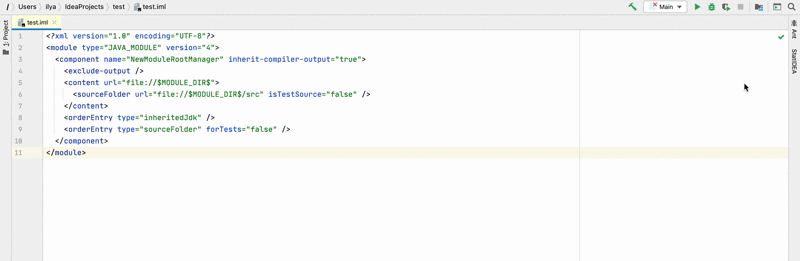 / Users ilya IdeaProjects test test.iml
Main
test.iml
1: Project
1 <?xml version="1.0" encoding="UTF-8"?>
2 <module type="JAVA_MODULE" version="4">
3 <component name="NewModuleRootManager" inherit-compiler-output="true">
4 <exclude-output />
5 <content url="file://$MODULE_DIR$">
6 <sourceFolder url="file://$MODULE_DIR$/src" isTestSource="false" />
7 </content>
8 <orderEntry type="inheritedJdk" />
9 <orderEntry type="sourceFolder" forTests="false" />
10 </component>
11 </module>
Ant
StartIDEA